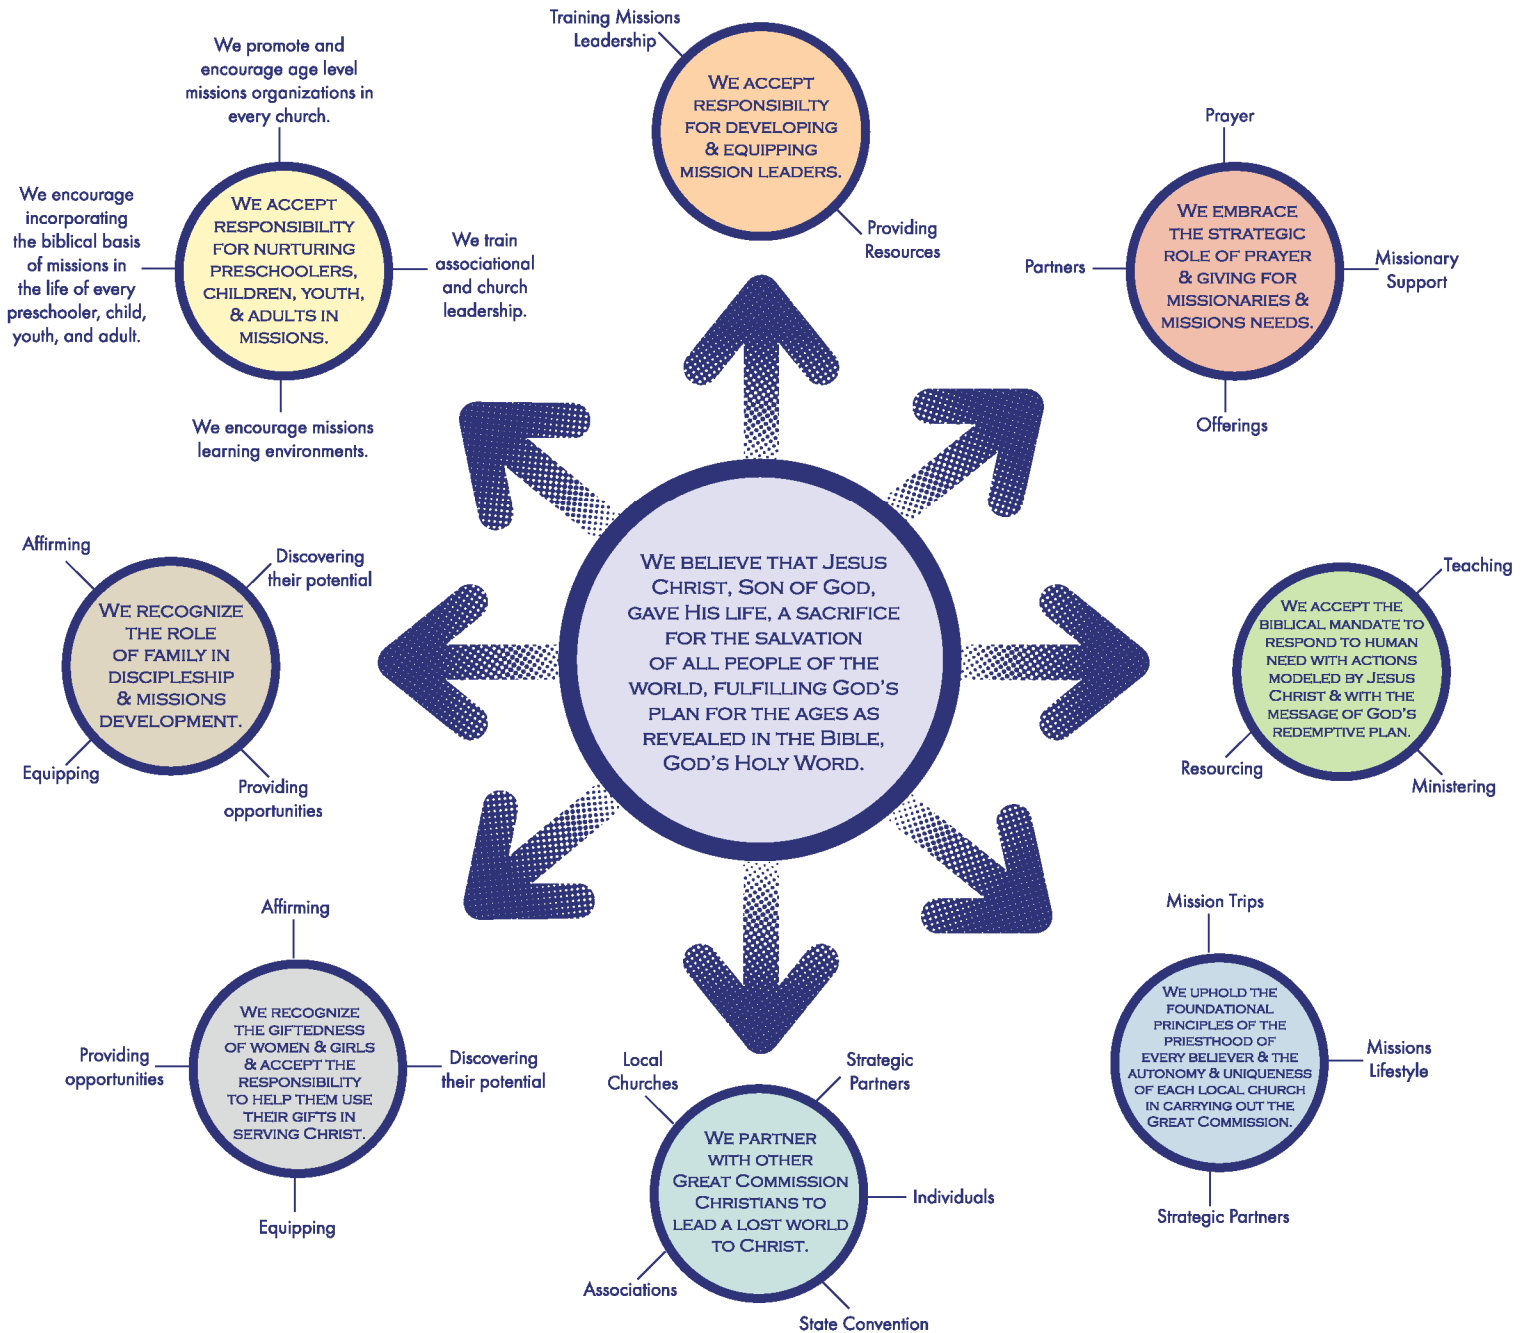 Training Missions
Leadership
WE ACCEPT
RESPONSIBILTY
FOR DEVELOPING
& EQUIPPING
MISSION LEADERS.
Providing
Resources
We promote and
encourage age level
missions organizations in
every church.
We encourage
incorporating
the biblical basis
of missions in
the life of every
preschooler, child,
youth, and adult.
WE ACCEPT
RESPONSIBILITY
FOR NURTURING
PRESCHOOLERS,
CHILDREN, YOUTH,
& ADULTS IN
MISSIONS.
We train
associational
and church
leadership.
We encourage missions
learning environments.
Prayer
Partners
WE EMBRACE
THE STRATEGIC
ROLE OF PRAYER
& GIVING FOR
MISSIONARIES &
MISSIONS NEEDS.
Missionary
Support
Offerings
Affirming
Discovering
their potential
WE RECOGNIZE
THE ROLE
OF FAMILY IN
DISCIPLESHIP
& MISSIONS
DEVELOPMENT.
Equipping
Providing
opportunities
WE BELIEVE THAT JESUS
CHRIST, SON OF GOD,
GAVE HIS LIFE, A SACRIFICE
FOR THE SALVATION
OF ALL PEOPLE OF THE
WORLD, FULFILLING GOD'S
PLAN FOR THE AGES AS
REVEALED IN THE BIBLE,
GOD'S HOLY WORD.
Teaching
WE ACCEPT THE
BIBLICAL MANDATE TO
RESPOND TO HUMAN
NEED WITH ACTIONS
MODELED BY JESUS
CHRIST & WITH THE
MESSAGE OF GOD'S
REDEMPTIVE PLAN.
Resourcing
Ministering
Affirming
Providing
opportunities
WE RECOGNIZE
THE GIFTEDNESS
OF WOMEN & GIRLS
& ACCEPT THE
RESPONSIBILITY
TO HELP THEM USE
THEIR GIFTS IN
SERVING CHRIST.
Discovering
their potential
Equipping
Local
Churches
Strategic
Partners
WE PARTNER
WITH OTHER
GREAT COMMISSION
CHRISTIANS TO
LEAD A LOST WORLD
TO CHRIST.
Individuals
Associations
State Convention
Mission Trips
WE UPHOLD THE
FOUNDATIONAL
PRINCIPLES OF THE
PRIESTHOOD OF
EVERY BELIEVER & THE
AUTONOMY & UNIQUENESS
OF EACH LOCAL CHURCH
IN CARRYING OUT THE
GREAT COMMISSION.
Missions
Lifestyle
Strategic Partners